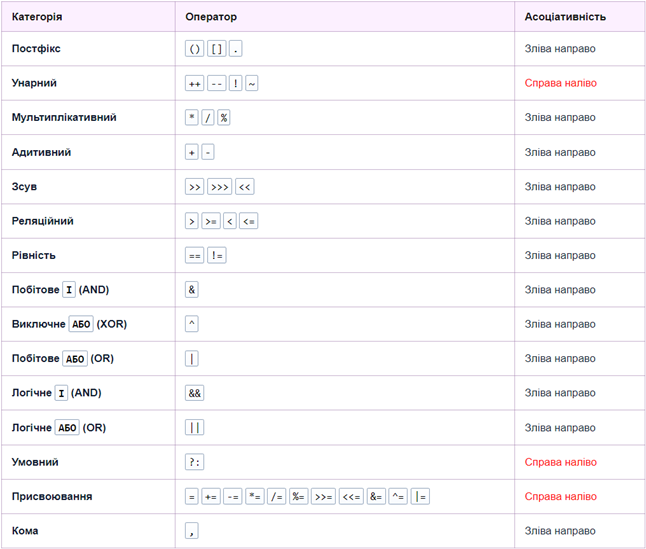 Категорія Оператор Асоціативність
Постфікс () [] . Зліва направо
Унарний ++ -- ! ~ Справа наліво
Мультиплікативний * / % Зліва направо
Адитивний + - Зліва направо
Зсув >> >>> << Зліва направо
Реляційний > >= < <= Зліва направо
Рівність == != Зліва направо
Побітове І (AND) & Зліва направо
Виключне АБО (XOR) ^ Зліва направо
Побітове АБО (OR) | Зліва направо
Логічне І (AND) && Зліва направо
Логічне АБО (OR) || Зліва направо
Умовний ?: Справа наліво
Присвоювання = += -= *= /= %= >>= <<= &= ^= |= Справа наліво
Кома , Зліва направо